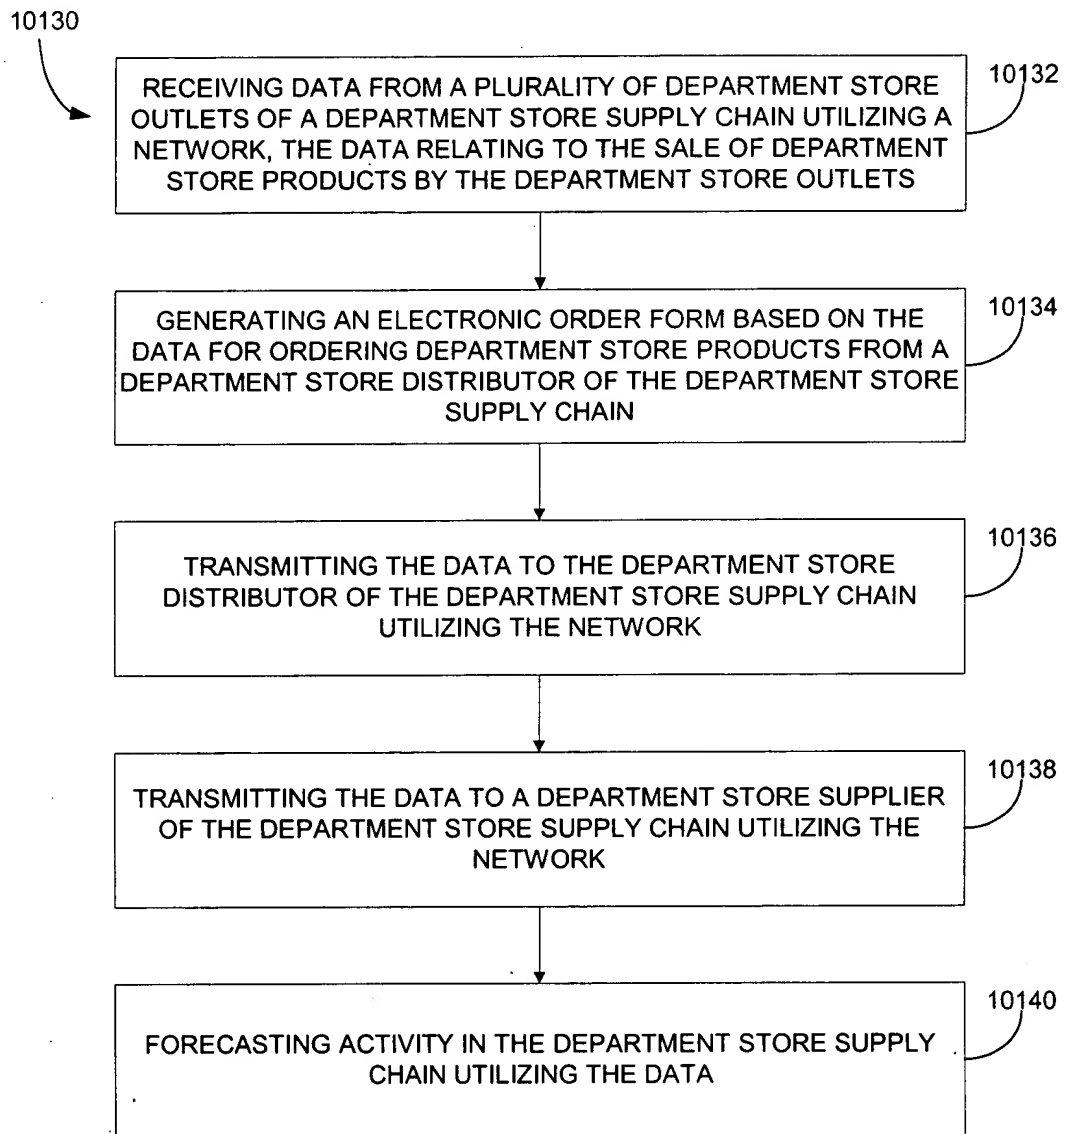 10130
10132
RECEIVING DATA FROM A PLURALITY OF DEPARTMENT STORE
OUTLETS OF A DEPARTMENT STORE SUPPLY CHAIN UTILIZING A
NETWORK, THE DATA RELATING TO THE SALE OF DEPARTMENT
STORE PRODUCTS BY THE DEPARTMENT STORE OUTLETS
10134
GENERATING AN ELECTRONIC ORDER FORM BASED ON THE
DATA FOR ORDERING DEPARTMENT STORE PRODUCTS FROM A
DEPARTMENT STORE DISTRIBUTOR OF THE DEPARTMENT STORE
SUPPLY CHAIN
10136
TRANSMITTING THE DATA TO THE DEPARTMENT STORE
DISTRIBUTOR OF THE DEPARTMENT STORE SUPPLY CHAIN
UTILIZING THE NETWORK
10138
TRANSMITTING THE DATA TO A DEPARTMENT STORE SUPPLIER
OF THE DEPARTMENT STORE SUPPLY CHAIN UTILIZING THE
NETWORK
10140
FORECASTING ACTIVITY IN THE DEPARTMENT STORE SUPPLY
CHAIN UTILIZING THE DATA